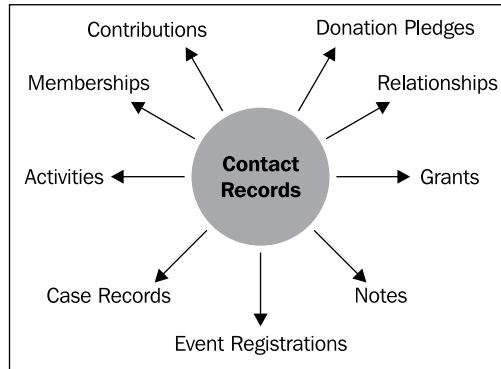 Contributions
Donation Pledges
Memberships
Relationships
Contact
Records
Activities
Grants
Case Records
Notes
Event Registrations